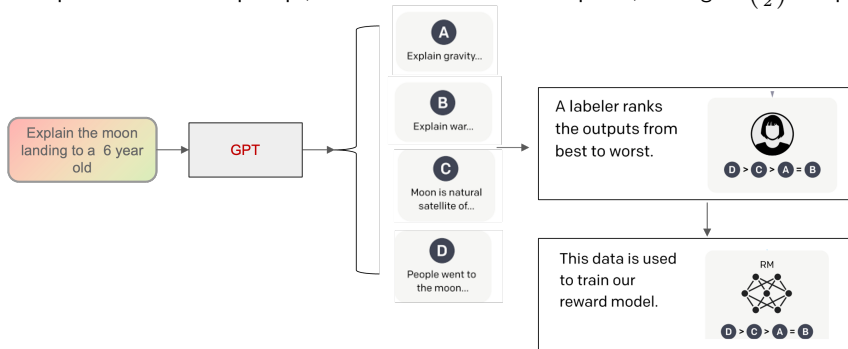 Explain the moon
landing to a 6 year
old
GPT
A
Explain gravity...
B
Explain war...
C
Moon is natural
satellite of...
D
People went to
the moon...
A labeler ranks
the outputs from
best to worst.
D > C > A = B
This data is used
to train our
reward model.
RM
D > C > A = B